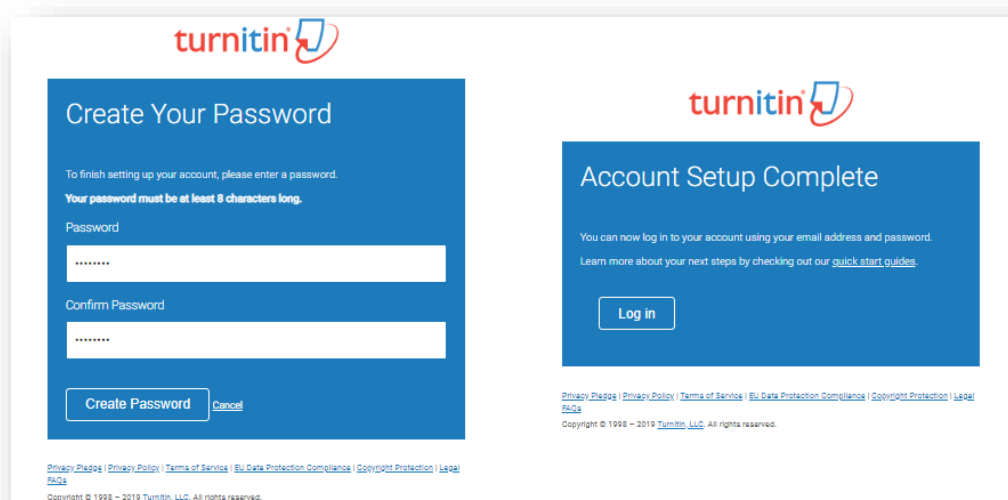 turnitin
Create Your Password
To finish setting up your account, please enter a password.
Your password must be at least 8 characters long.
Password
••••••••
Confirm Password
••••••••
Create Password Cancel
Privacy Pledge | Privacy Policy | Terms of Service | EU Data Protection Compliance | Copyright Protection | Legal
FAQs
Copyright © 1998 – 2019 Turnitin, LLC. All rights reserved.
turnitin
Account Setup Complete
You can now log in to your account using your email address and password.
Learn more about your next steps by checking out our quick start guides.
Log in
Privacy Pledge | Privacy Policy | Terms of Service | EU Data Protection Compliance | Copyright Protection | Legal
FAQs
Copyright © 1998 – 2019 Turnitin, LLC. All rights reserved.